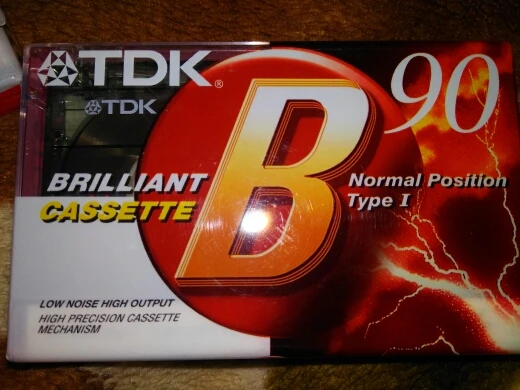 TDK®
TDK
90
B
BRILLIANT
CASSETTE
Normal Position
Type I
LOW NOISE HIGH OUTPUT
HIGH PRECISION CASSETTE
MECHANISM